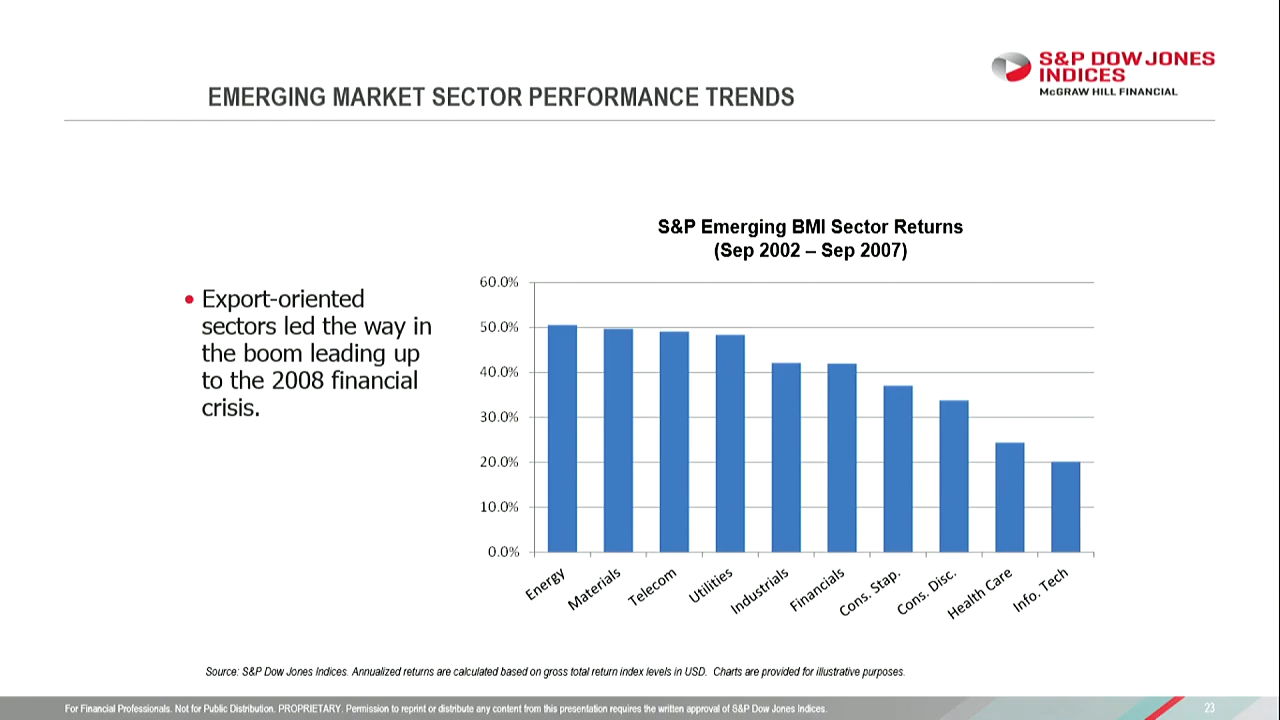 S&P DOW JONES
INDICES
McGRAW HILL FINANCIAL
EMERGING MARKET SECTOR PERFORMANCE TRENDS
• Export-oriented
sectors led the way in
the boom leading up
to the 2008 financial
crisis.
S&P Emerging BMI Sector Returns
(Sep 2002 – Sep 2007)
60.0%
50.0%
40.0%
30.0%
20.0%
10.0%
0.0%
Energy
Materials
Telecom
Utilities
Industrials
Financials
Cons. Stap.
Cons. Disc.
Health Care
Info. Tech
Source: S&P Dow Jones Indices. Annualized returns are calculated based on gross total return index levels in USD. Charts are provided for illustrative purposes.
For Financial Professionals. Not for Public Distribution. PROPRIETARY. Permission to reprint or distribute any content from this presentation requires the written approval of S&P Dow Jones Indices.
23